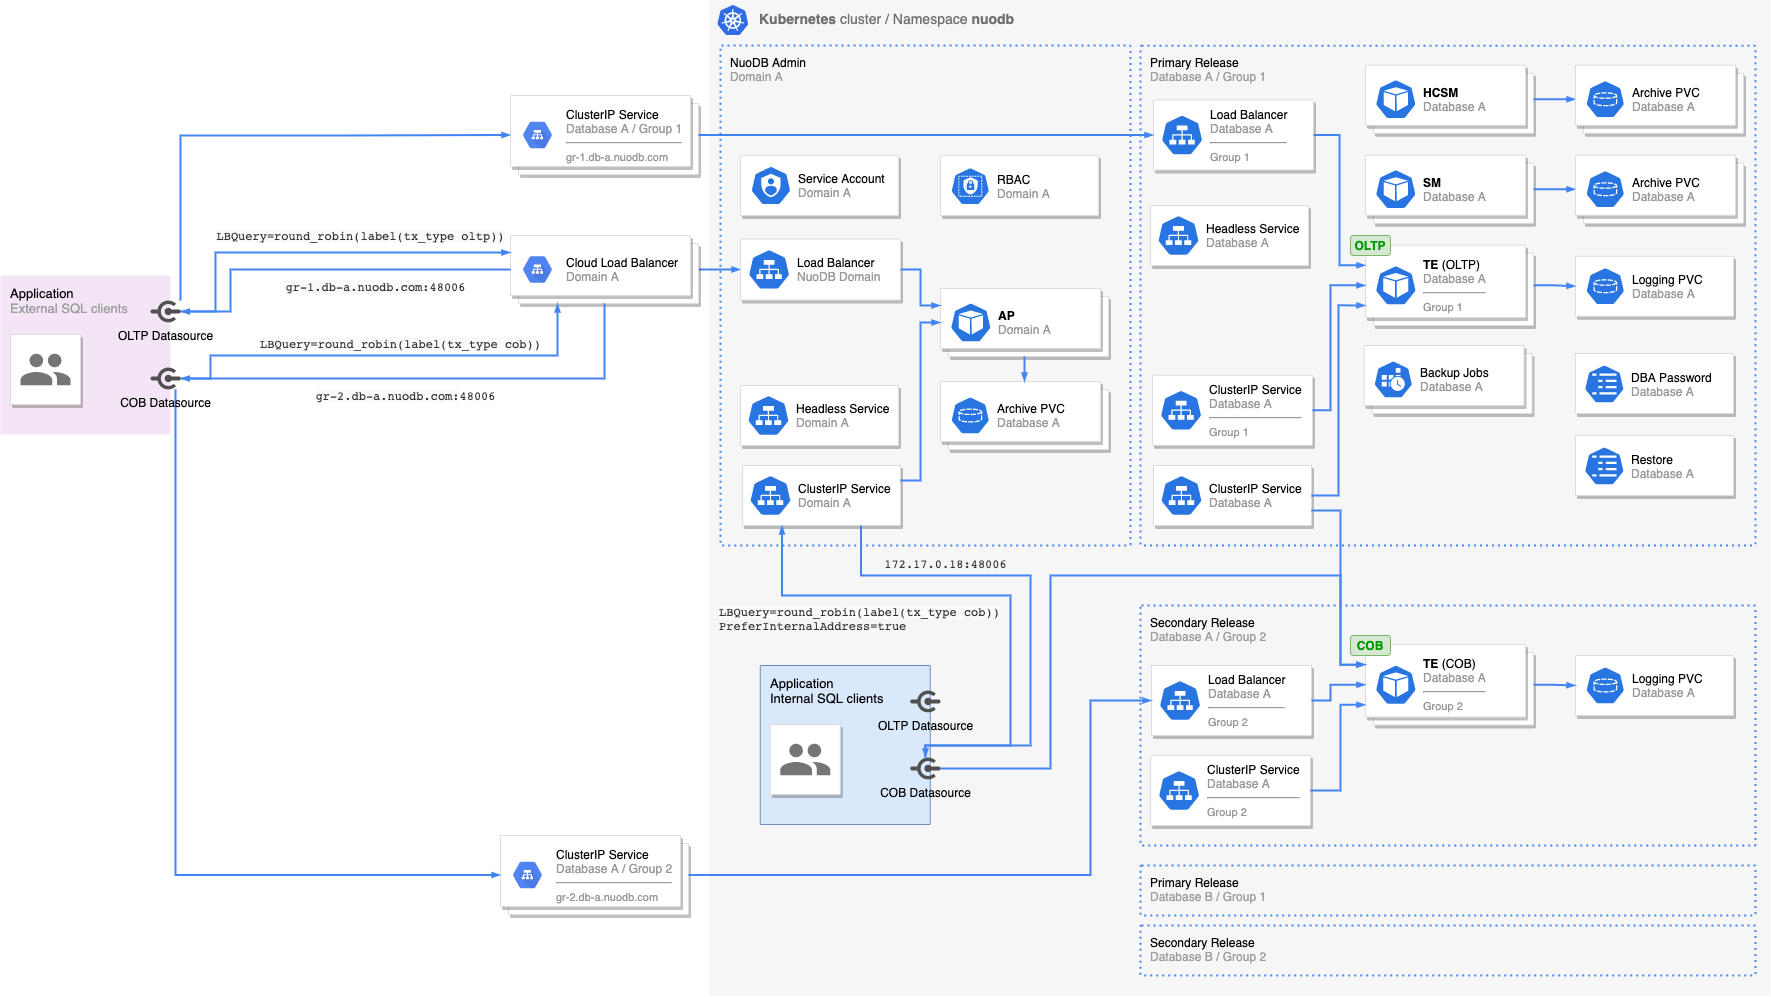 Kubernetes cluster / Namespace nuodb
NuoDB Admin
Domain A
Primary Release
Database A / Group 1
ClusterIP Service
Database A / Group 1
gr-1.db-a.nuodb.com
Load Balancer
Database A
Group 1
HCSM
Database A
Archive PVC
Database A
Service Account
Domain A
RBAC
Domain A
SM
Database A
Archive PVC
Database A
Headless Service
Database A
LBQuery=round_robin(label(tx_type oltp))
Cloud Load Balancer
Domain A
Load Balancer
NuoDB Domain
OLTP
TE (OLTP)
Database A
Group 1
Logging PVC
Database A
gr-1.db-a.nuodb.com:48006
Application
External SQL clients
OLTP Datasource
AP
Domain A
LBQuery=round_robin(label(tx_type cob))
COB Datasource
gr-2.db-a.nuodb.com:48006
Headless Service
Domain A
Archive PVC
Database A
ClusterIP Service
Database A
Group 1
Backup Jobs
Database A
DBA Password
Database A
Restore
Database A
ClusterIP Service
Domain A
ClusterIP Service
Database A
172.17.0.18:48006
LBQuery=round_robin(label(tx_type cob))
PreferInternalAddress=true
Secondary Release
Database A / Group 2
COB
TE (COB)
Database A
Group 2
Logging PVC
Database A
Load Balancer
Database A
Group 2
Application
Internal SQL clients
OLTP Datasource
COB Datasource
ClusterIP Service
Database A
Group 2
ClusterIP Service
Database A / Group 2
gr-2.db-a.nuodb.com
Primary Release
Database B / Group 1
Secondary Release
Database B / Group 2